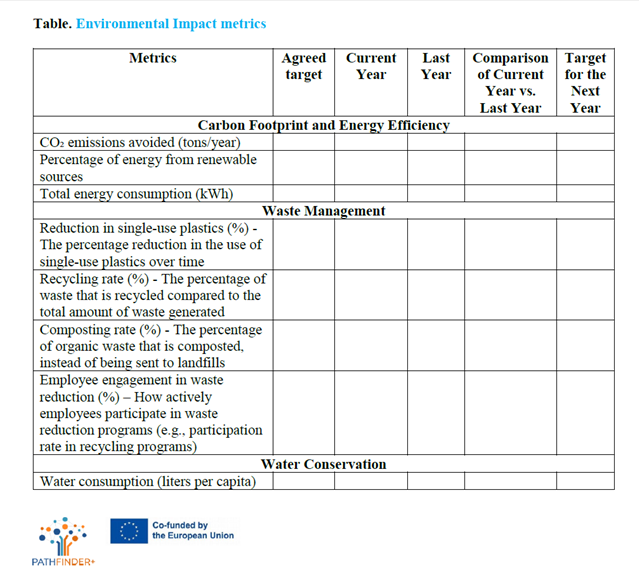 Table. Environmental Impact metrics
Metrics
Agreed
target
Current
Year
Last
Year
Comparison
of Current
Year vs.
Last Year
Target
for the
Next
Year
Carbon Footprint and Energy Efficiency
CO₂ emissions avoided (tons/year)
Percentage of energy from renewable
sources
Total energy consumption (kWh)
Waste Management
Reduction in single-use plastics (%) -
The percentage reduction in the use of
single-use plastics over time
Recycling rate (%) - The percentage of
waste that is recycled compared to the
total amount of waste generated
Composting rate (%) - The percentage
of organic waste that is composted,
instead of being sent to landfills
Employee engagement in waste
reduction (%) – How actively
employees participate in waste
reduction programs (e.g., participation
rate in recycling programs)
Water Conservation
Water consumption (liters per capita)
PATHFINDER+
Co-funded by
the European Union